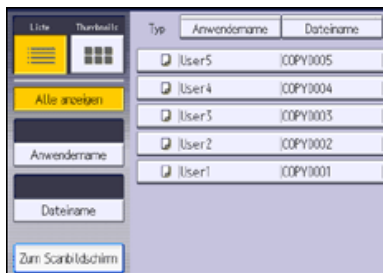 Liste Thumbnails
Alle anzeigen
Anwendername
Dateiname
Zum Scanbildschirm
Typ Anwendername Dateiname
User5 COPY0005
User4 COPY0004
User3 COPY0003
User2 COPY0002
User1 COPY0001